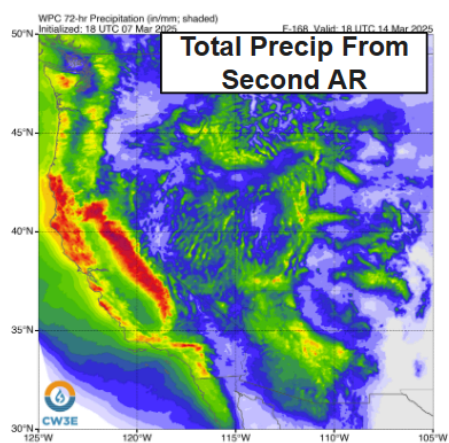 WPC 72-hr Precipitation (in/mm; shaded)
Initialized: 18 UTC 07 Mar 2025
F-168 Valid: 18 UTC 14 Mar 2025
Total Precip From
Second AR
50°N
45°N
40°N
35°N
30°N
CW3E
125°W
120°W
115°W
110°W
105°W